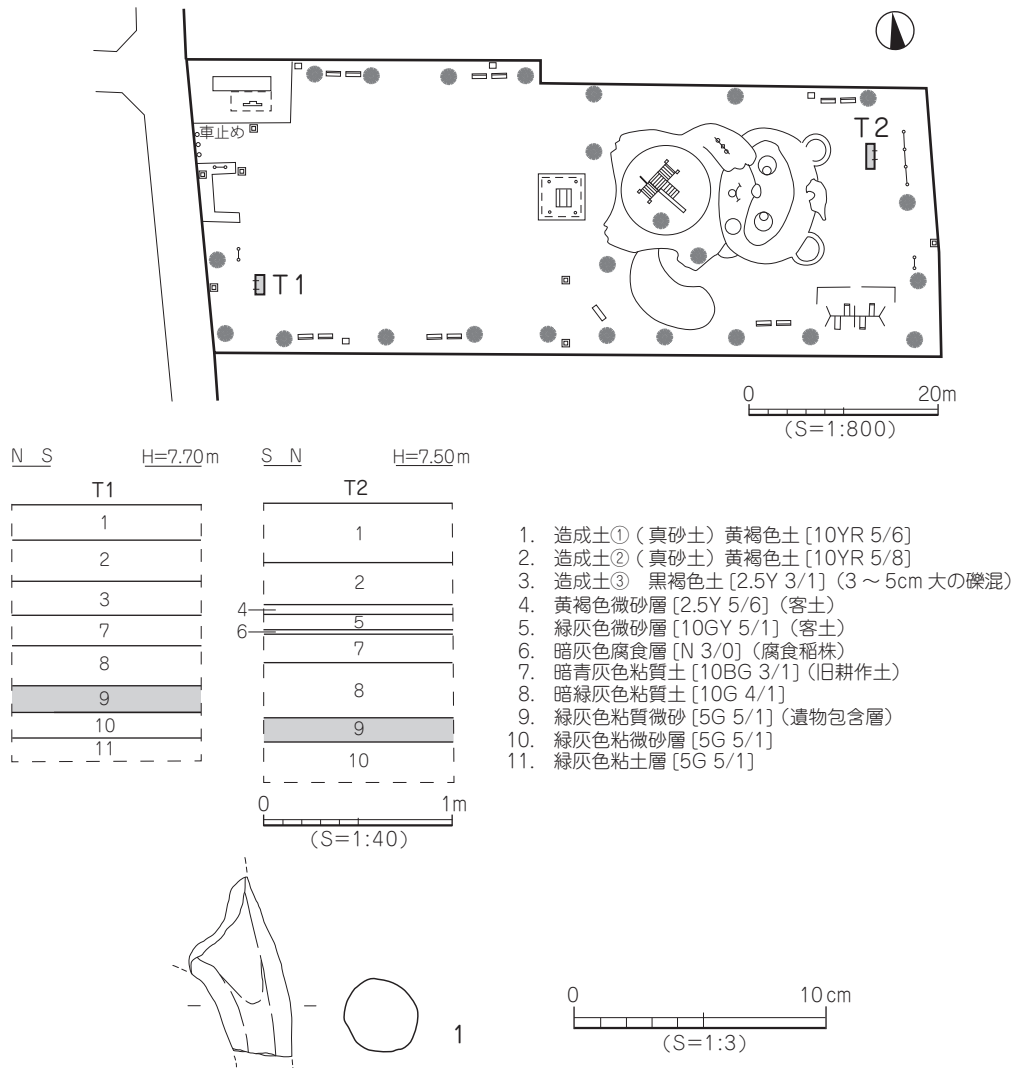 車止め
T2
T1
0 20m
(S=1:800)
N S H=7.70m
T1
1
2
3
7
8
9
10
11
S N H=7.50m
T2
1
2
4
5
6
7
8
9
10
0 1m
(S=1:40)
1. 造成土①(真砂土)黄褐色土 [10YR 5/6]
2. 造成土②(真砂土)黄褐色土 [10YR 5/8]
3. 造成土③ 黒褐色土 [2.5Y 3/1](3～5cm 大の礫混)
4. 黄褐色微砂層 [2.5Y 5/6](客土)
5. 緑灰色微砂層 [10GY 5/1](客土)
6. 暗灰色腐食層 [N 3/0](腐食稲株)
7. 暗青灰色粘質土 [10BG 3/1](旧耕作土)
8. 暗緑灰色粘質土 [10G 4/1]
9. 緑灰色粘質微砂 [5G 5/1](遺物包含層)
10. 緑灰色粘微砂層 [5G 5/1]
11. 緑灰色粘土層 [5G 5/1]
1
0 10cm
(S=1:3)